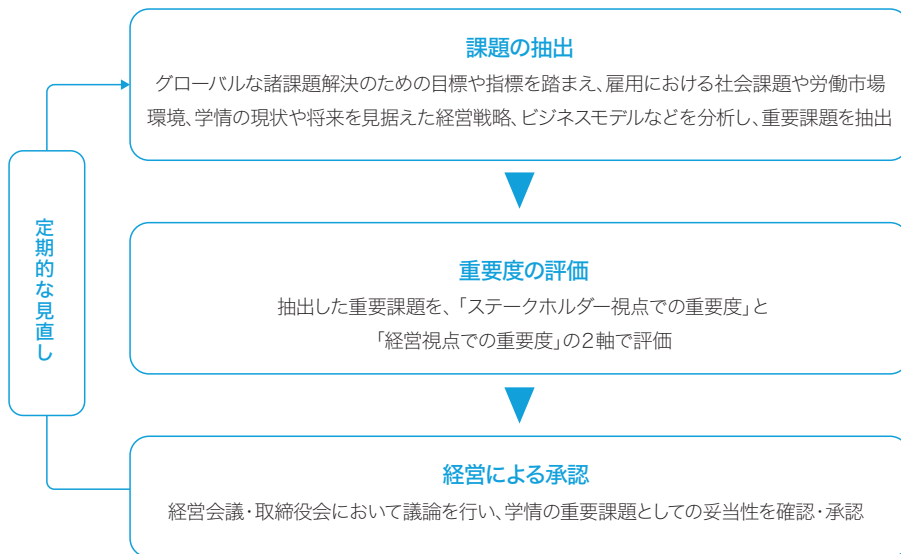 課題の抽出
グローバルな諸課題解決のための目標や指標を踏まえ、雇用における社会課題や労働市場
環境、学情の現状や将来を見据えた経営戦略、ビジネスモデルなどを分析し、重要課題を抽出
定期的な見直し
重要度の評価
抽出した重要課題を、「ステークホルダー視点での重要度」と
「経営視点での重要度」の2軸で評価
経営による承認
経営会議・取締役会において議論を行い、学情の重要課題としての妥当性を確認・承認